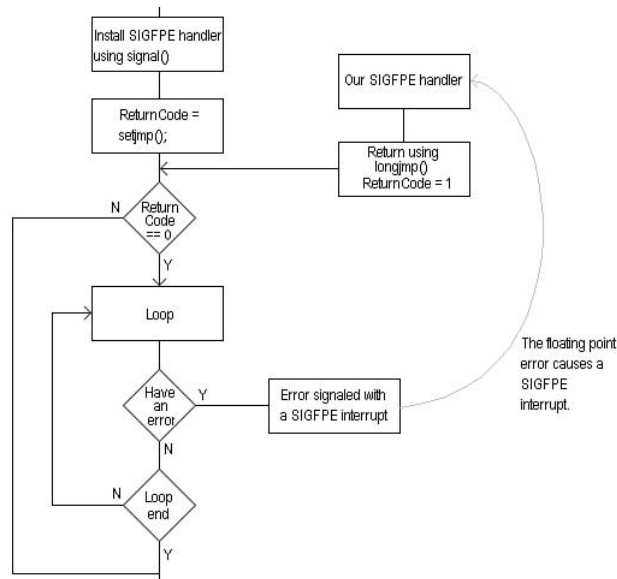 Install SIGFPE handler
using signal()
Our SIGFPE handler
ReturnCode =
setjmp();
Return using
longjmp()
ReturnCode = 1
N
Return
Code
== 0
Y
Loop
The floating point
error causes a
SIGFPE
interrupt.
Have
an
error
Y
Error signaled with
a SIGFPE interrupt
N
N
Loop
end
Y